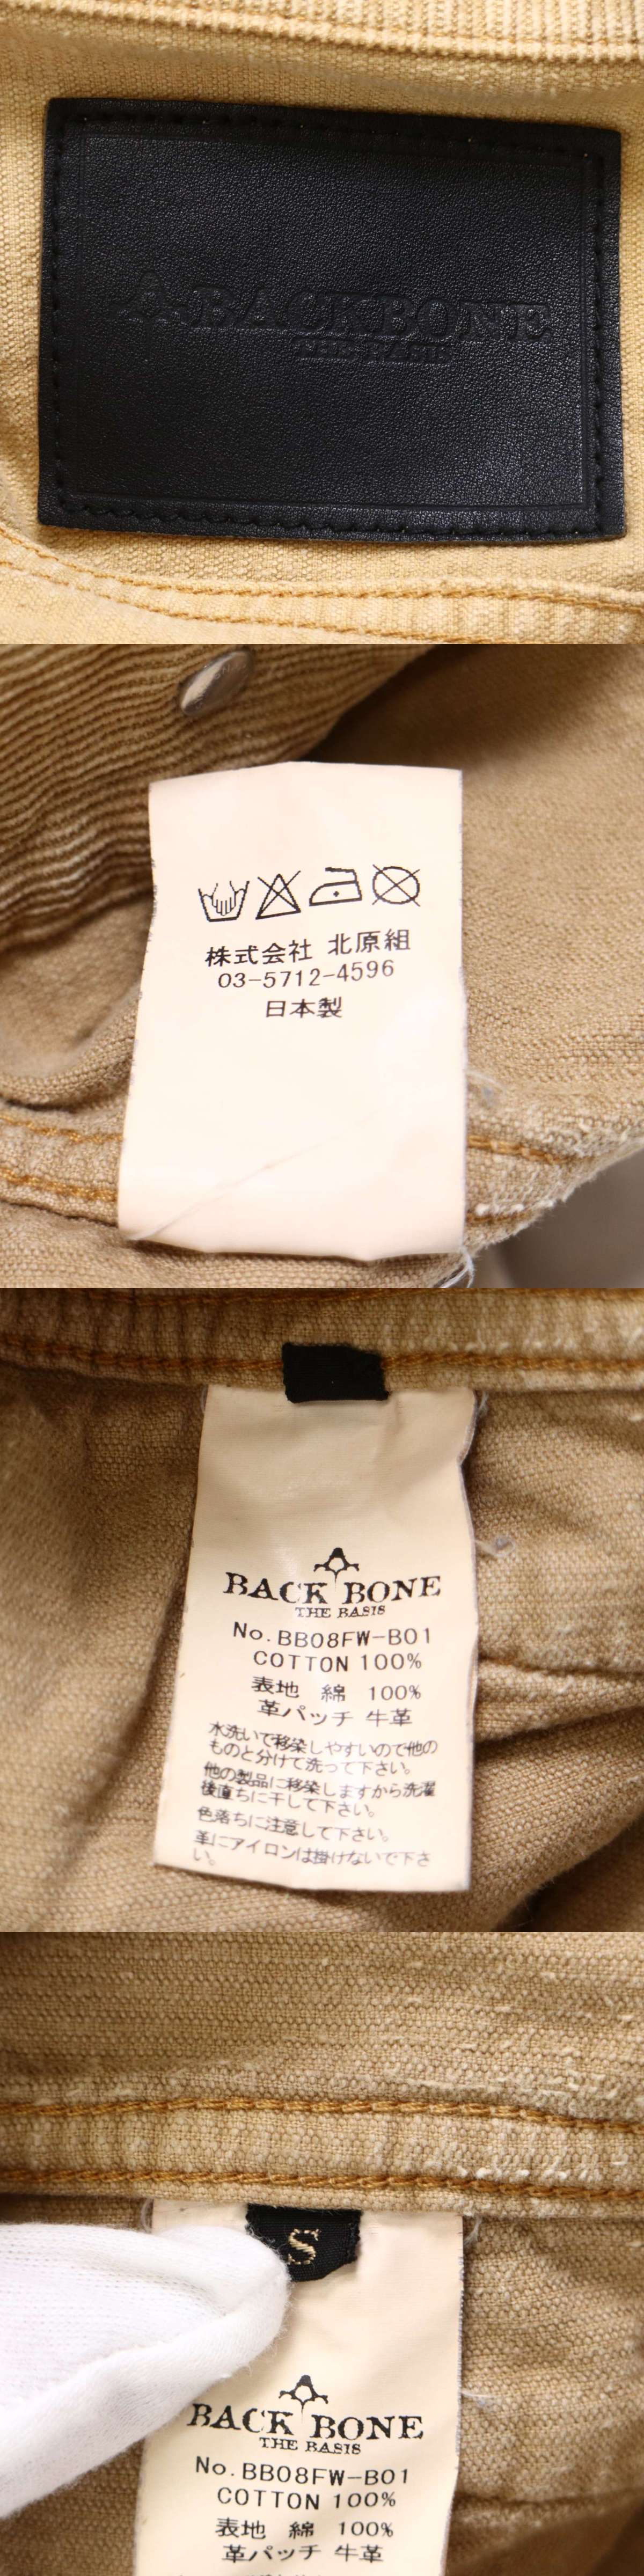 BACKBONE
THE BASIS
株式会社 北原組
03-5712-4596
日本製
BACK BONE
THE BASIS
No.BB08FW-B01
COTTON 100%
表地 綿 100%
革パッチ 牛革
水洗いで移染しやすいので他の
ものと分けて洗って下さい。
他の製品に移染しますから洗濯
後直ちに干して下さい。
色落ちに注意して下さい。
革にアイロンは掛けないで下さ
い。
S
BACK BONE
THE BASIS
No.BB08FW-B01
COTTON 100%
表地 綿 100%
革パッチ 牛革